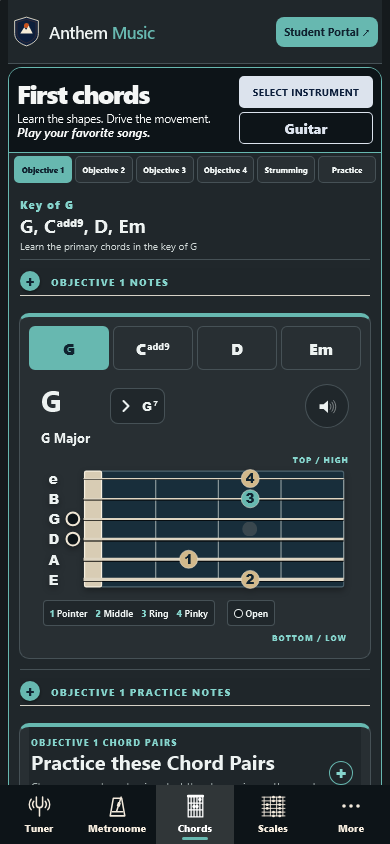 Anthem Music
Student Portal ↗
First chords
Learn the shapes. Drive the movement.
Play your favorite songs.
SELECT INSTRUMENT
Guitar
Objective 1
Objective 2
Objective 3
Objective 4
Strumming
Practice
Key of G
G, Cadd9, D, Em
Learn the primary chords in the key of G
+ OBJECTIVE 1 NOTES
G
Cadd9
D
Em
G
> G7
G Major
TOP / HIGH
e 4
B 3
G
D
A 1
E 2
1 Pointer 2 Middle 3 Ring 4 Pinky
Open
BOTTOM / LOW
+ OBJECTIVE 1 PRACTICE NOTES
OBJECTIVE 1 CHORD PAIRS
Practice these Chord Pairs
+
Tuner
Metronome
Chords
Scales
More